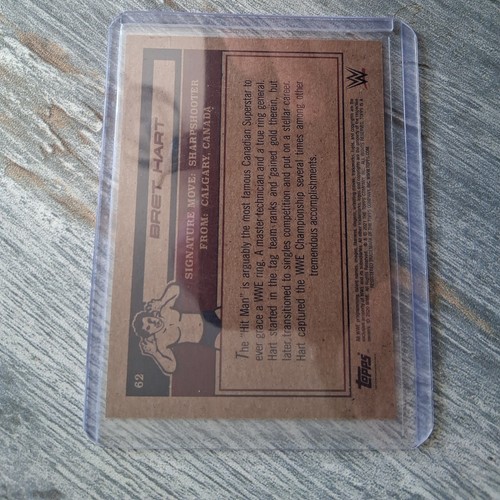 62
BRET HART
SIGNATURE MOVE: SHARPSHOOTER
FROM: CALGARY, CANADA
The "Hit Man" is arguably the most famous Canadian Superstar to
ever grace a WWE ring. A master technician and a true ring general,
Hart started in the tag team ranks and gained gold therein, but
later transitioned to singles competition and put on a stellar career.
Hart captured the WWE Championship several times among other
tremendous accomplishments.
Topps
W